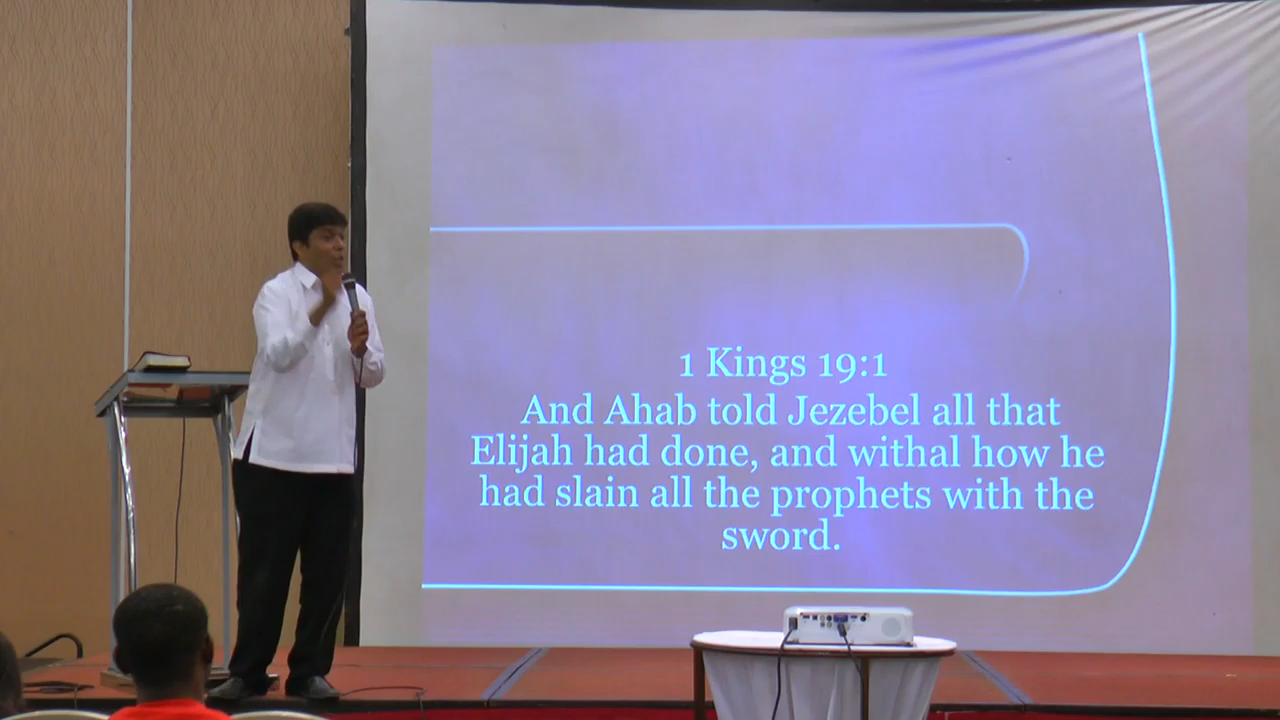 1 Kings 19:1
And Ahab told Jezebel all that
Elijah had done, and withal how he
had slain all the prophets with the
sword.